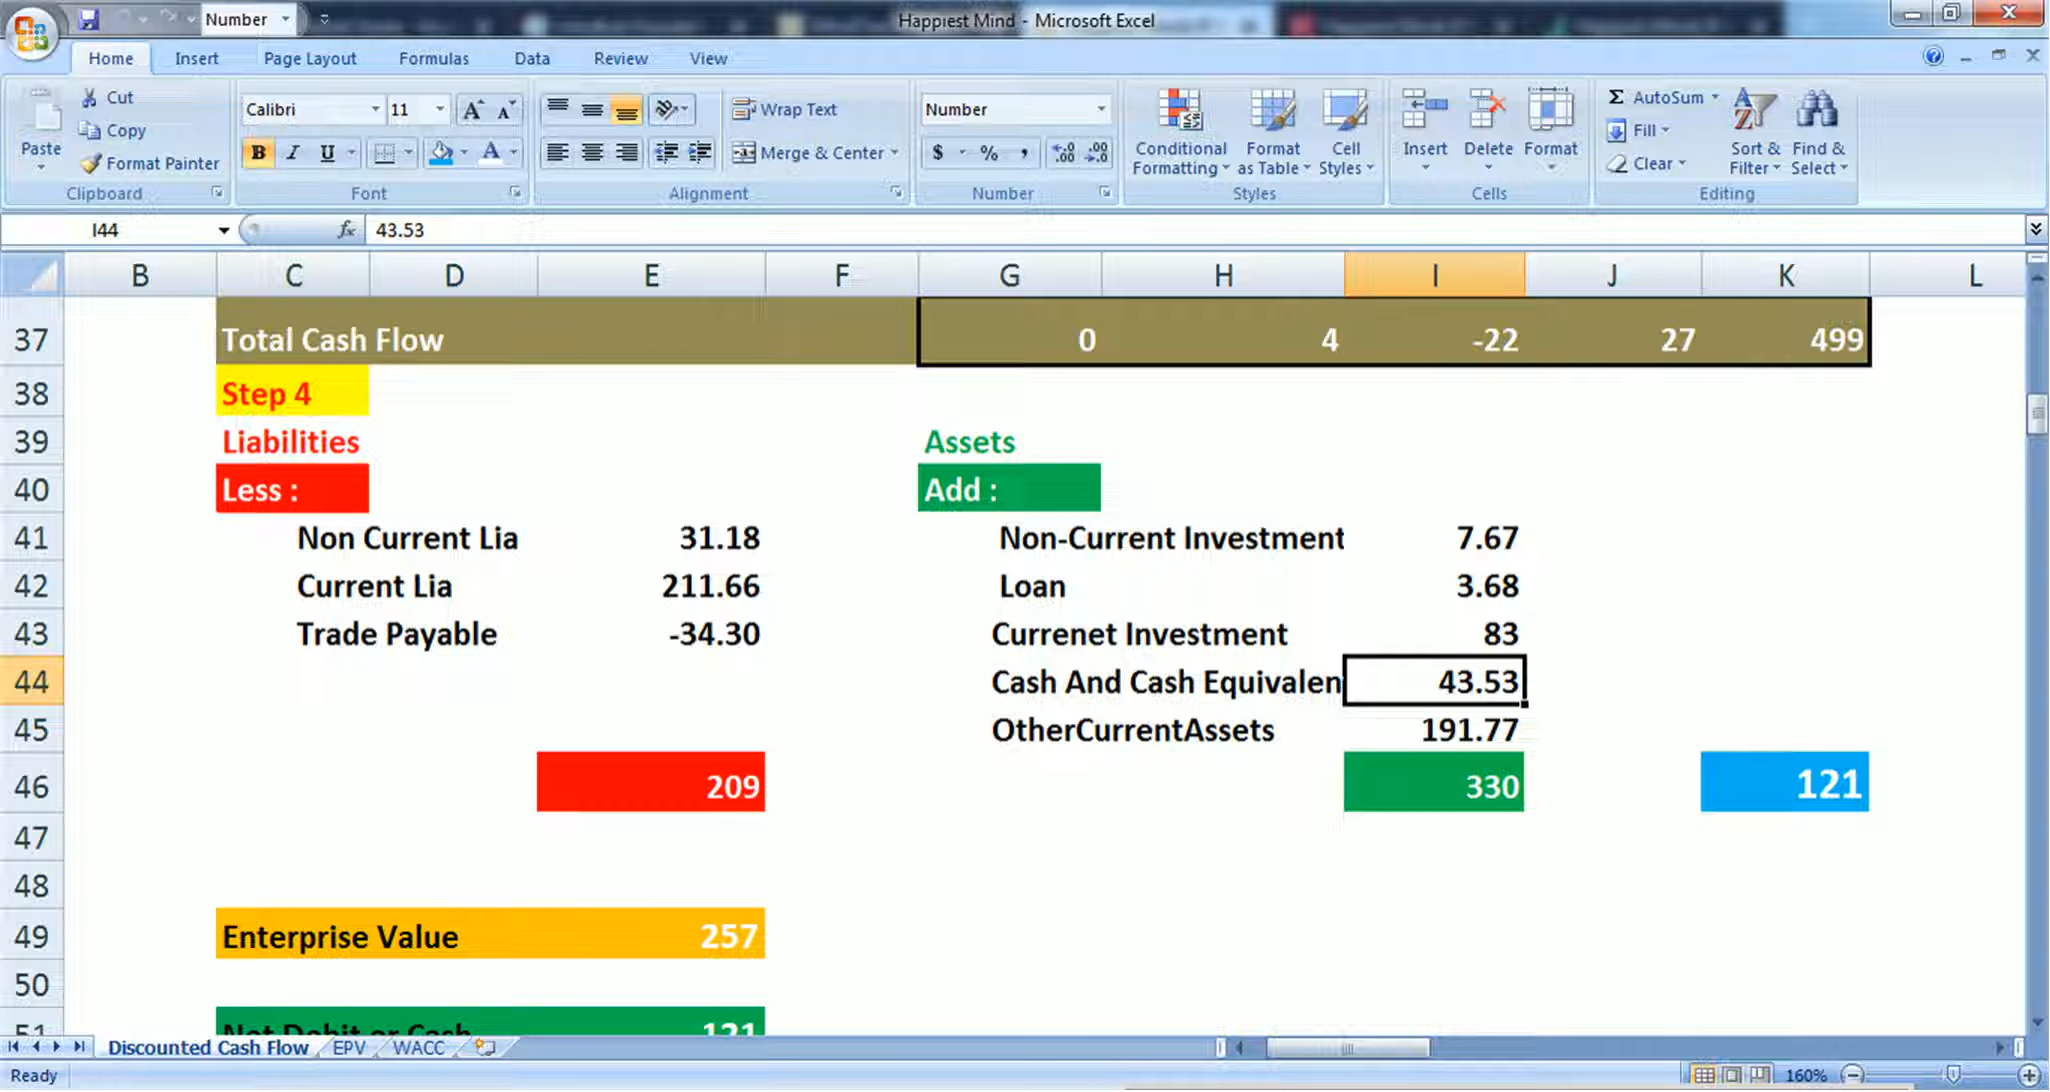 Number
Happiest Mind - Microsoft Excel
Home Insert Page Layout Formulas Data Review View
Paste
Cut
Copy
Format Painter
Clipboard
Calibri 11
B I U A
Font
Wrap Text
Merge & Center
Alignment
Number
$ % ,
Number
Conditional Formatting
Format as Table
Cell Styles
Styles
Insert Delete Format
Cells
Σ AutoSum
Fill
Clear
Sort & Filter
Find & Select
Editing
I44 fx 43.53
B C D E F G H I J K L
37 Total Cash Flow 0 4 -22 27 499
38 Step 4
39 Liabilities Assets
40 Less : Add :
41 Non Current Lia 31.18 Non-Current Investment 7.67
42 Current Lia 211.66 Loan 3.68
43 Trade Payable -34.30 Currenet Investment 83
44 Cash And Cash Equivalen 43.53
45 OtherCurrentAssets 191.77
46 209 330 121
47
48
49 Enterprise Value 257
50
51 Net Debit or Cash 121
Discounted Cash Flow EPV WACC
Ready 160%